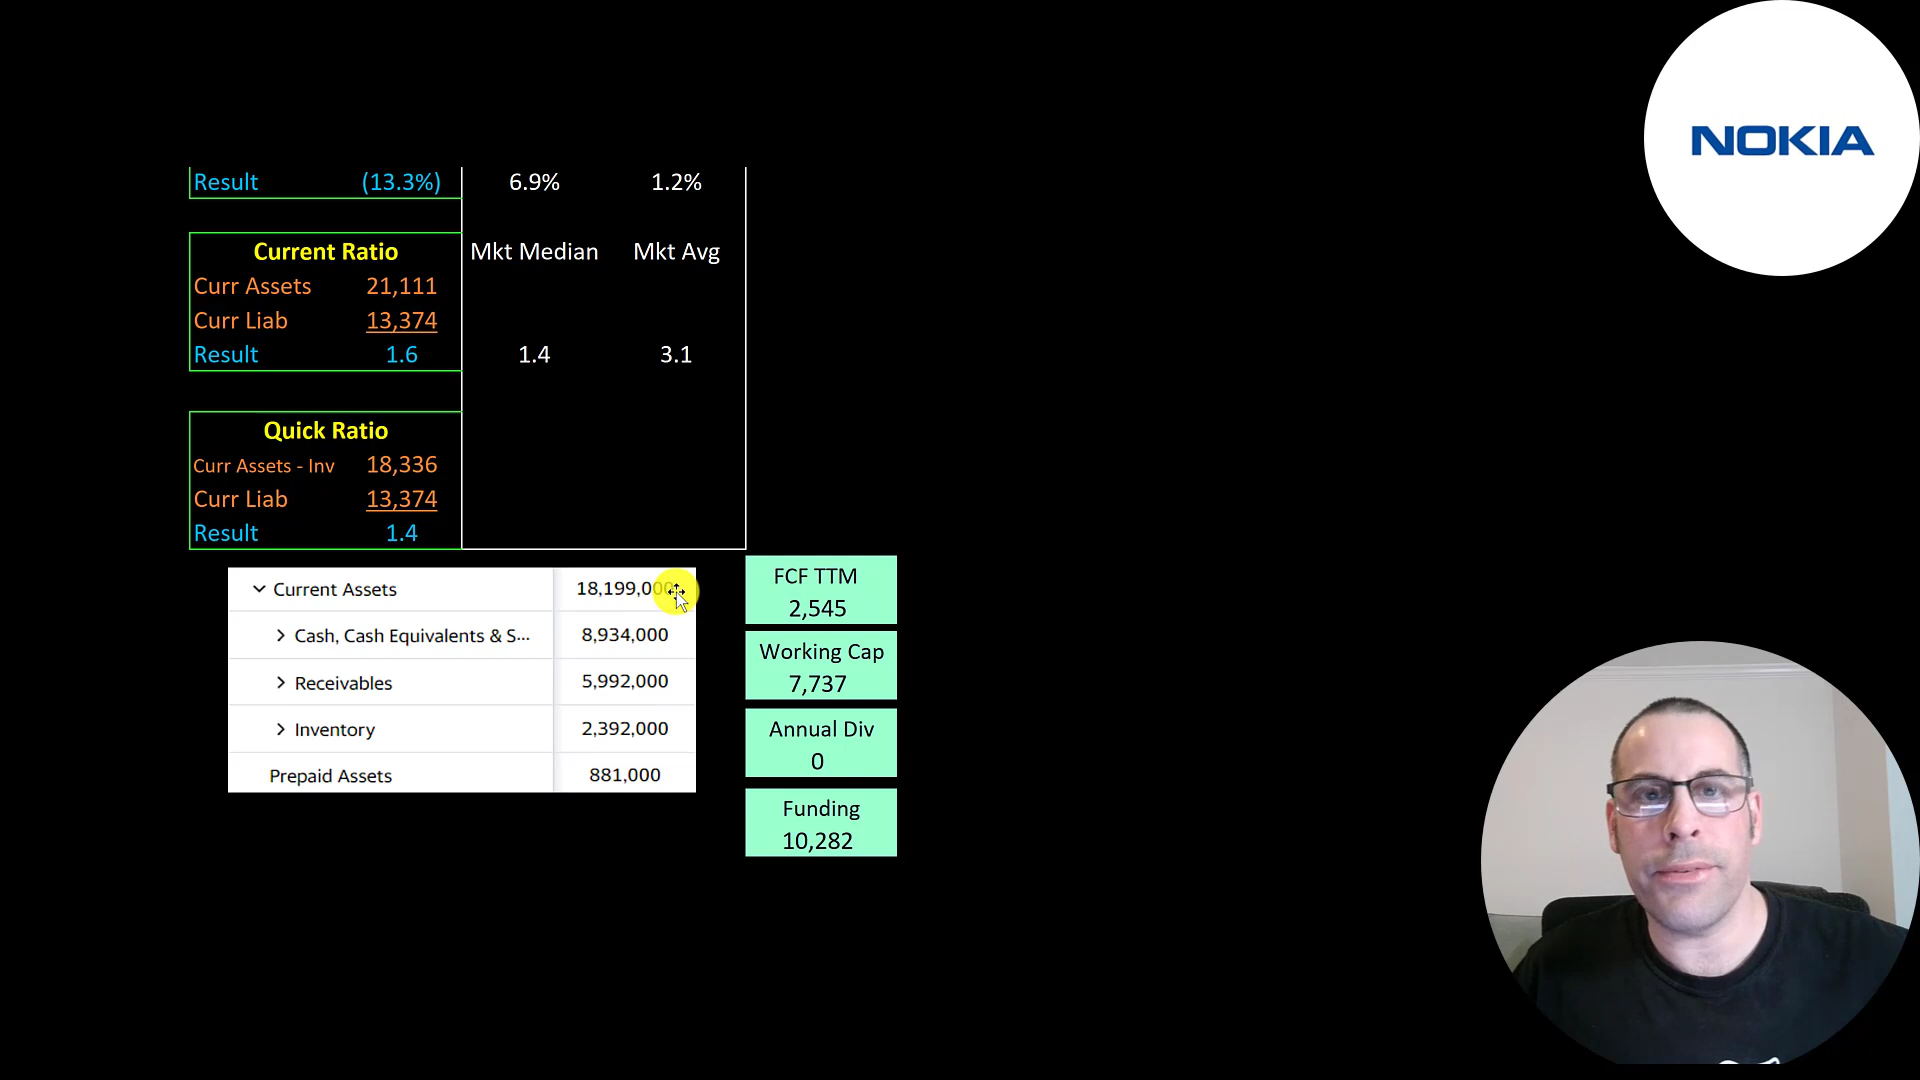 NOKIA
Result (13.3%) 6.9% 1.2%
Current Ratio Mkt Median Mkt Avg
Curr Assets 21,111
Curr Liab 13,374
Result 1.6 1.4 3.1
Quick Ratio
Curr Assets - Inv 18,336
Curr Liab 13,374
Result 1.4
Current Assets 18,199,000
Cash, Cash Equivalents & S... 8,934,000
Receivables 5,992,000
Inventory 2,392,000
Prepaid Assets 881,000
FCF TTM
2,545
Working Cap
7,737
Annual Div
0
Funding
10,282